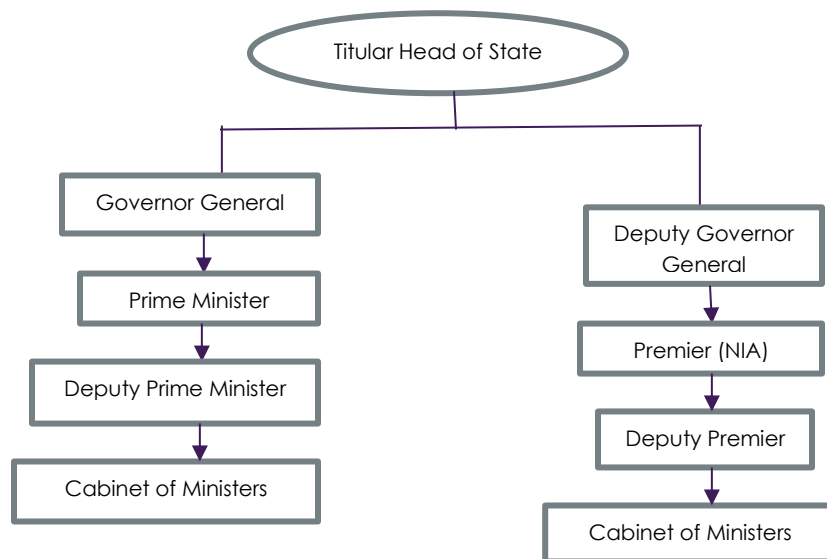 Titular Head of State
Governor General
Prime Minister
Deputy Prime Minister
Cabinet of Ministers
Deputy Governor
General
Premier (NIA)
Deputy Premier
Cabinet of Ministers